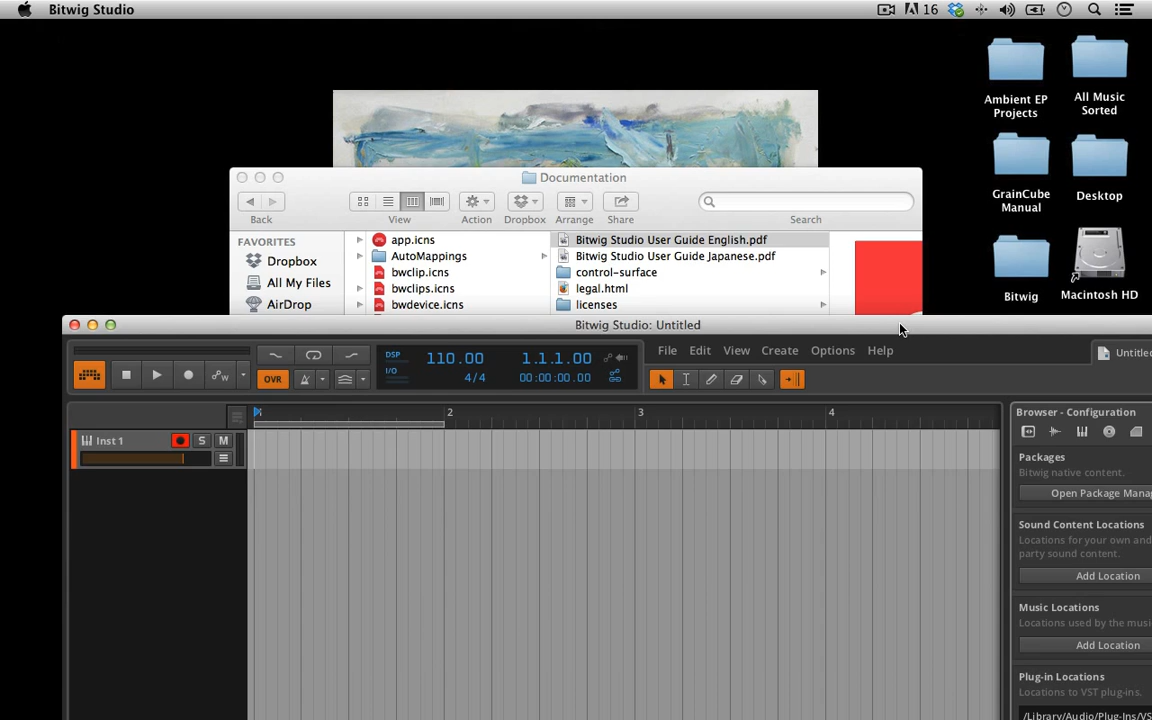 Bitwig Studio
16
Ambient EP
Projects
All Music
Sorted
GrainCube
Manual
Desktop
Bitwig
Macintosh HD
Documentation
Back
View
Action
Dropbox
Arrange
Share
Search
FAVORITES
Dropbox
All My Files
AirDrop
app.icns
AutoMappings
bwclip.icns
bwclips.icns
bwdevice.icns
Bitwig Studio User Guide English.pdf
Bitwig Studio User Guide Japanese.pdf
control-surface
legal.html
licenses
Bitwig Studio: Untitled
OVR
DSP
I/O
110.00
4/4
1.1.1.00
00:00:00.00
File Edit View Create Options Help
Untitle
2 3 4
Inst 1
S M
Browser - Configuration
Packages
Bitwig native content.
Open Package Mana
Sound Content Locations
Locations for your own and
party sound content.
Add Location
Music Locations
Locations used by the musi
Add Location
Plug-in Locations
Locations to VST plug-ins.
/Library/Audio/Plug-Ins/VS